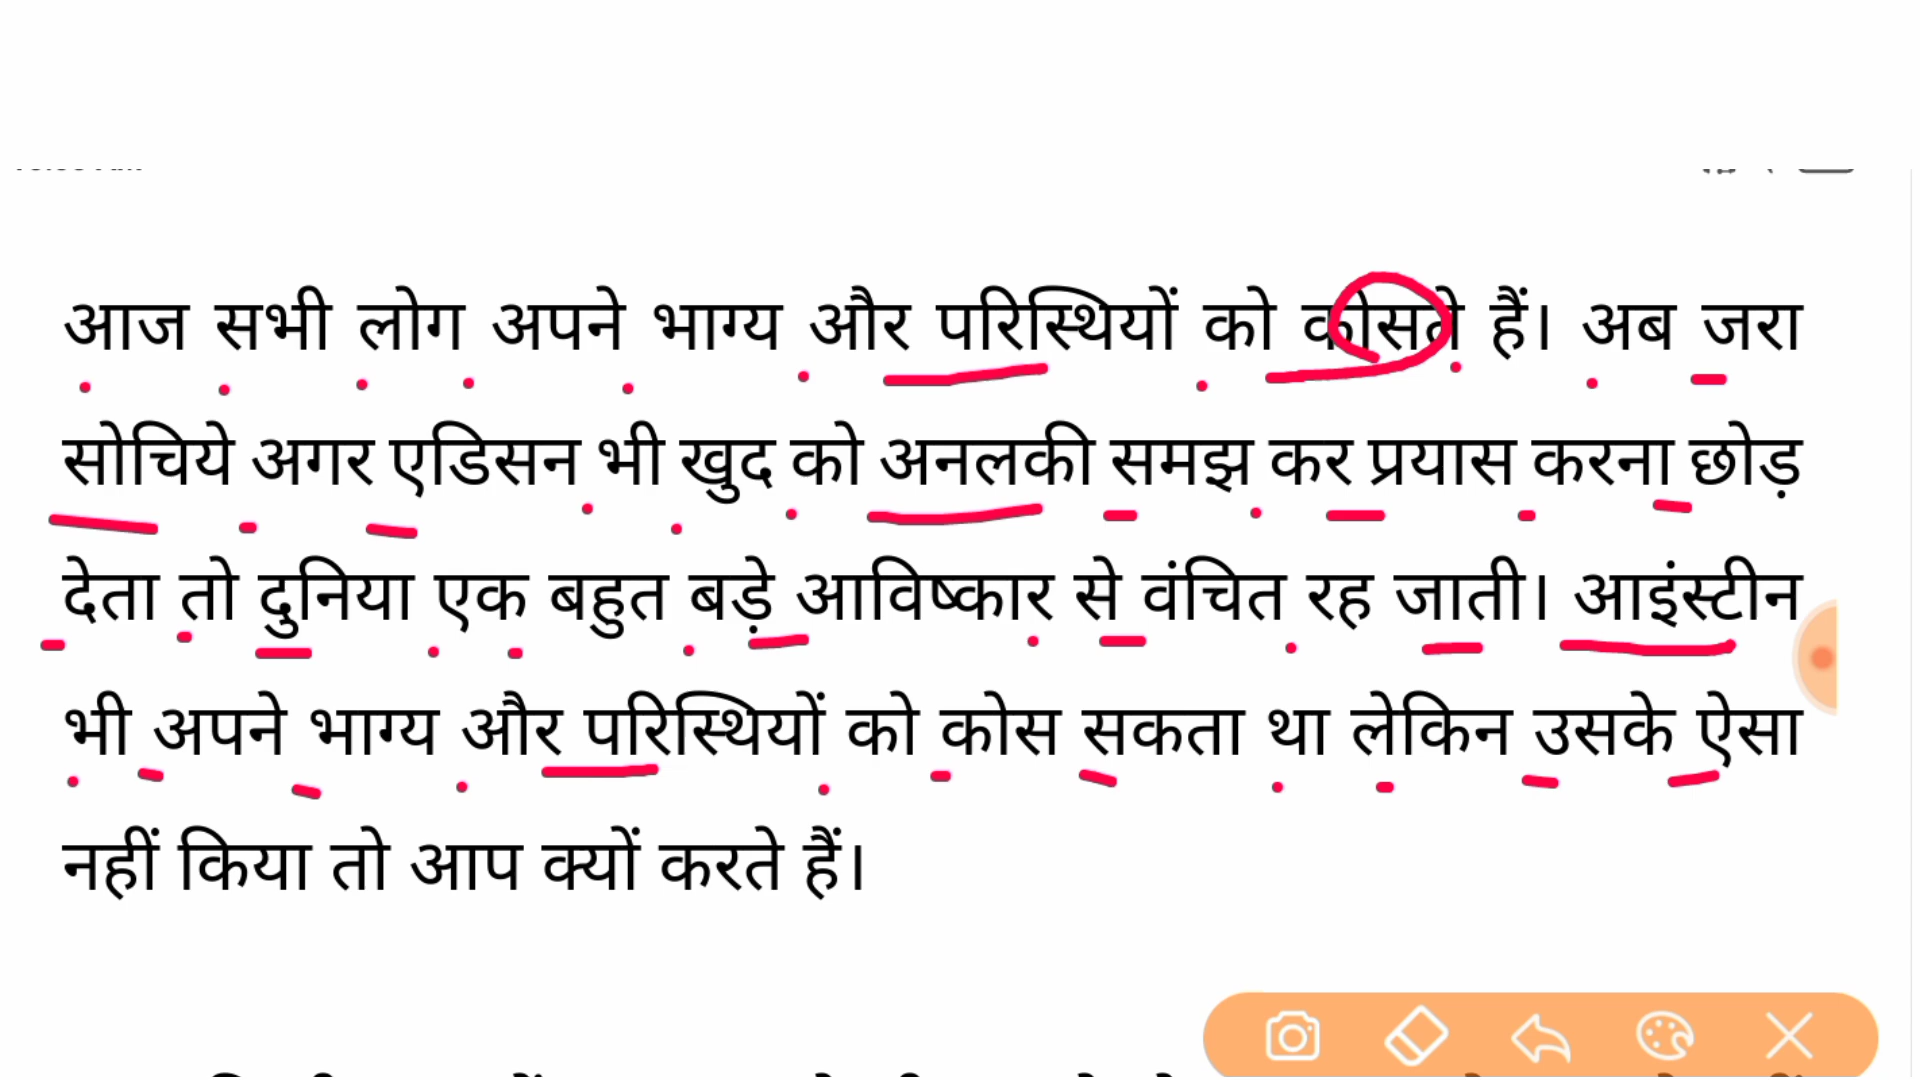 आज सभी लोग अपने भाग्य और परिस्थियों को कोसते हैं। अब जरा
सोचिये अगर एडिसन भी खुद को अनलकी समझ कर प्रयास करना छोड़
देता तो दुनिया एक बहुत बड़े आविष्कार से वंचित रह जाती। आइंस्टीन
भी अपने भाग्य और परिस्थियों को कोस सकता था लेकिन उसके ऐसा
नहीं किया तो आप क्यों करते हैं।